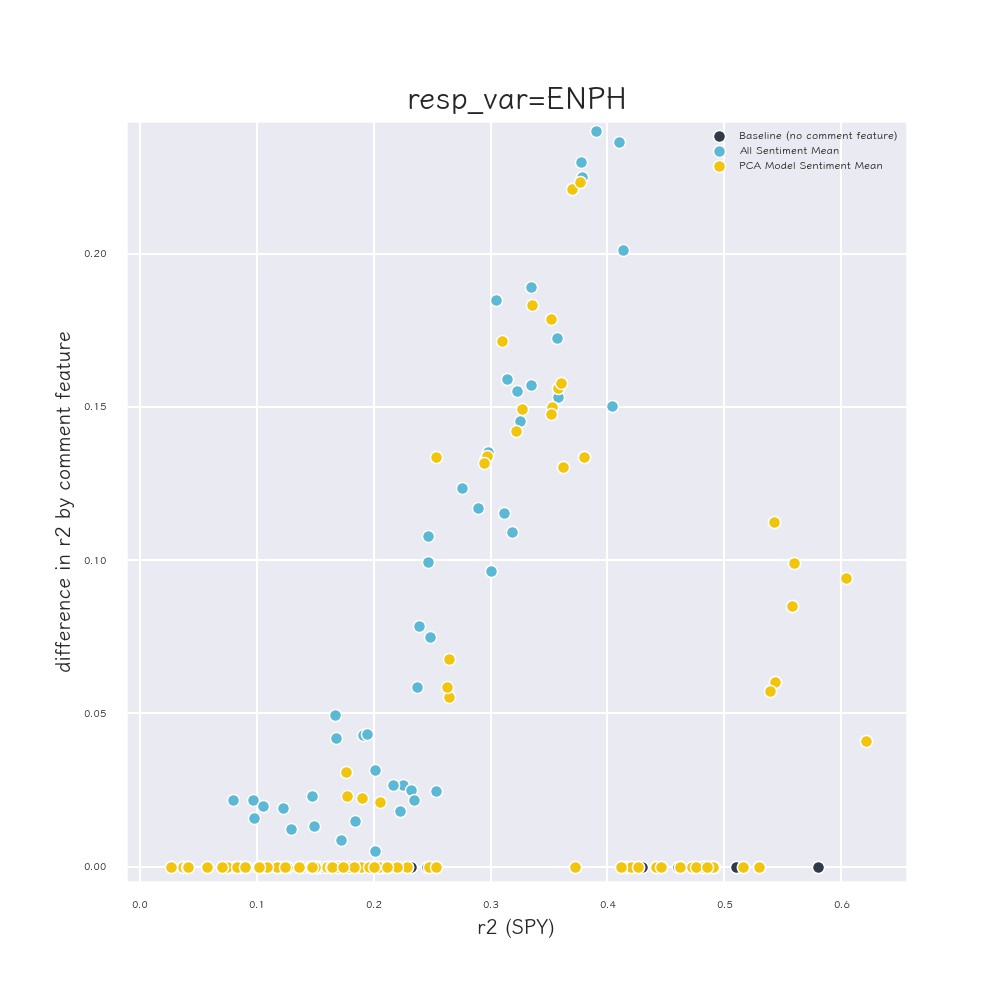 resp_var=ENPH
Baseline (no comment feature)
All Sentiment Mean
PCA Model Sentiment Mean
difference in r2 by comment feature
0.20
0.15
0.10
0.05
0.00
0.0 0.1 0.2 0.3 0.4 0.5 0.6
r2 (SPY)